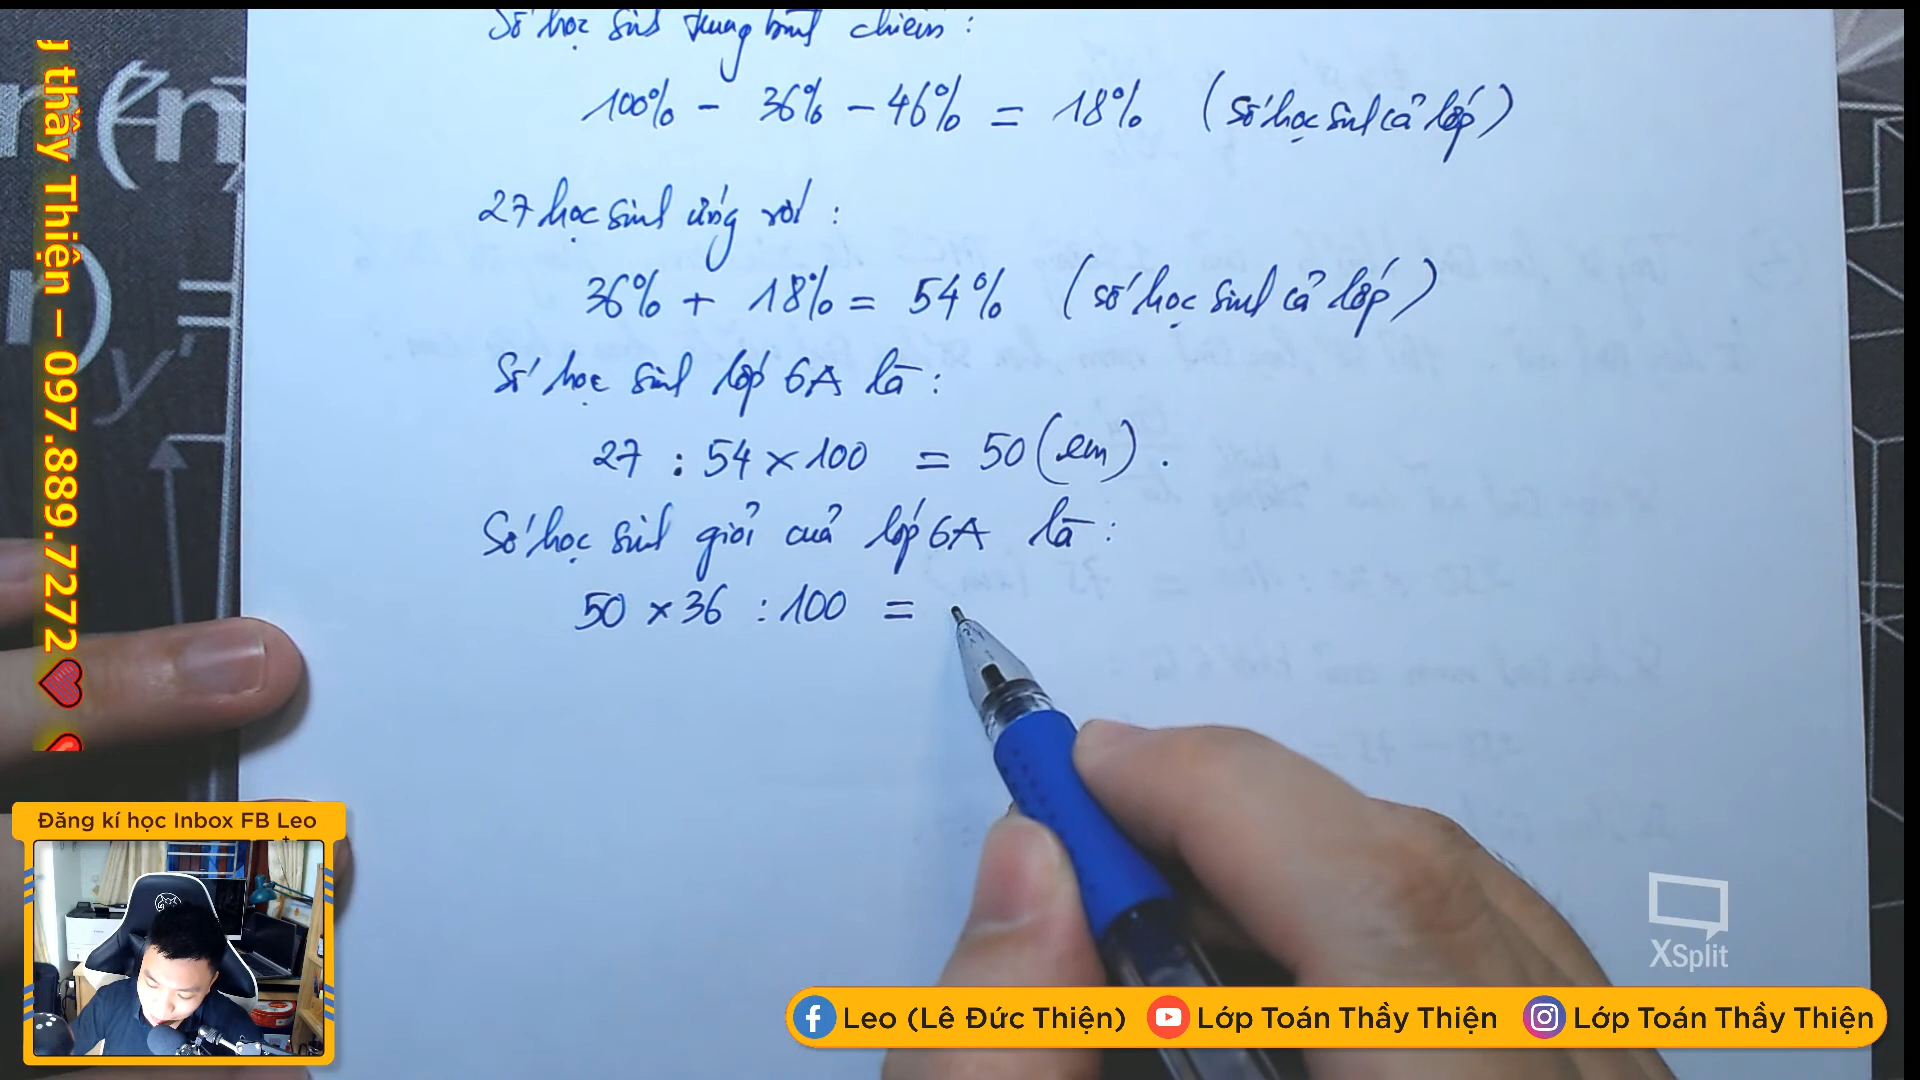 Số học sinh trung bình chiếm :
100% - 36% - 46% = 18% (số học sinh cả lớp)
27 học sinh ứng với :
36% + 18% = 54% (số học sinh cả lớp)
Số học sinh lớp 6A là :
27 : 54 x 100 = 50 (em).
Số học sinh giỏi của lớp 6A là :
50 x 36 : 100 =
J thầy Thiện – 097.889.7272
Đăng kí học Inbox FB Leo
XSplit
Leo (Lê Đức Thiện) Lớp Toán Thầy Thiện Lớp Toán Thầy Thiện